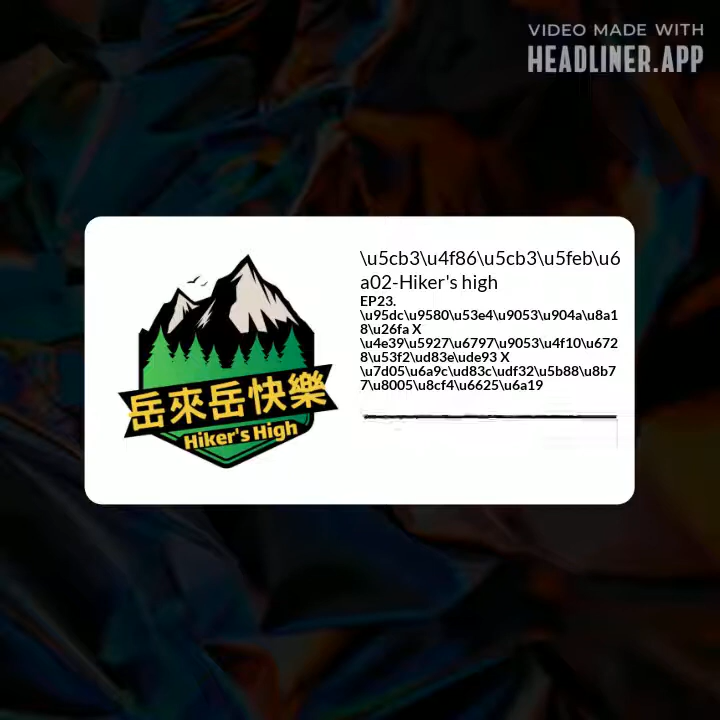 VIDEO MADE WITH
HEADLINER.APP
岳來岳快樂
Hiker's High
\u5cb3\u4f86\u5cb3\u5feb\u6
a02-Hiker's high
EP23.
\u95dc\u9580\u53e4\u9053\u904a\u8a1
8\u26fa X
\u4e39\u5927\u6797\u9053\u4f10\u672
8\u53f2\ud83e\ude93 X
\u7d05\u6a9c\ud83c\udf32\u5b88\u8b7
7\u8005\u8cf4\u6625\u6a19